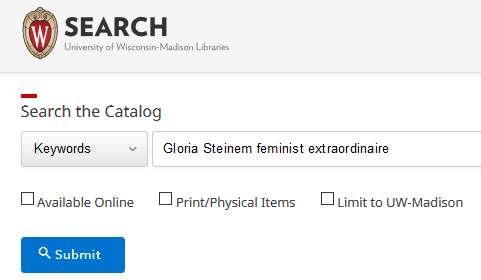 W
SEARCH
University of Wisconsin-Madison Libraries
Search the Catalog
Keywords
Gloria Steinem feminist extraordinaire
Available Online
Print/Physical Items
Limit to UW-Madison
Submit